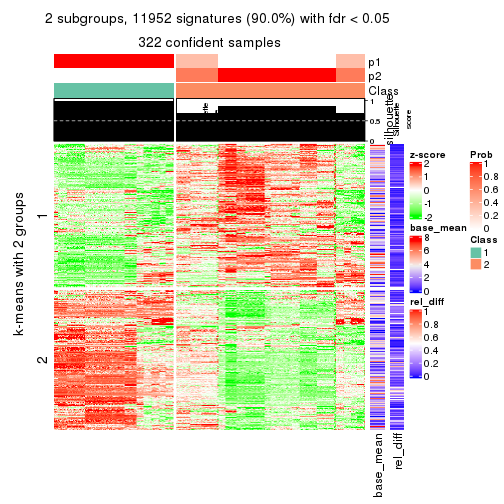 2 subgroups, 11952 signatures (90.0%) with fdr < 0.05
322 confident samples
p1
p2
Class
1
0.5
0
silhouette
Silhouette
score
k-means with 2 groups
1
2
base_mean
rel_diff
z-score
2
1
0
-1
-2
base_mean
8
6
4
2
0
rel_diff
1
0.8
0.6
0.4
0.2
0
Prob
1
0.8
0.6
0.4
0.2
0
Class
1
2